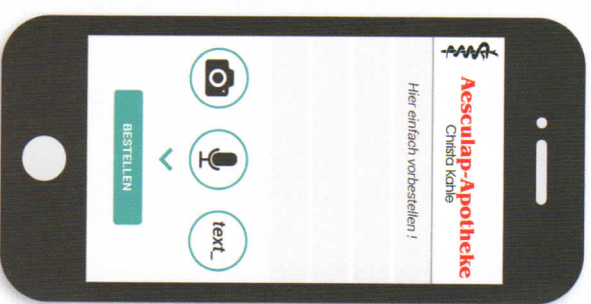 Aesculap-Apotheke
Christa Kahle
Hier einfach vorbestellen !
text_
BESTELLEN